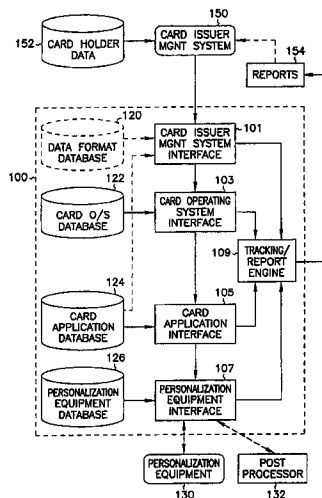 150
152
CARD HOLDER
DATA
CARD ISSUER
MGNT SYSTEM
154
REPORTS
120
DATA FORMAT
DATABASE
101
CARD ISSUER
MGNT SYSTEM
INTERFACE
100
122
CARD O/S
DATABASE
103
CARD OPERATING
SYSTEM
INTERFACE
109
TRACKING/
REPORT
ENGINE
124
CARD
APPLICATION
DATABASE
105
CARD
APPLICATION
INTERFACE
126
PERSONALIZATION
EQUIPMENT
DATABASE
107
PERSONALIZATION
EQUIPMENT
INTERFACE
PERSONALIZATION
EQUIPMENT
130
POST
PROCESSOR
132